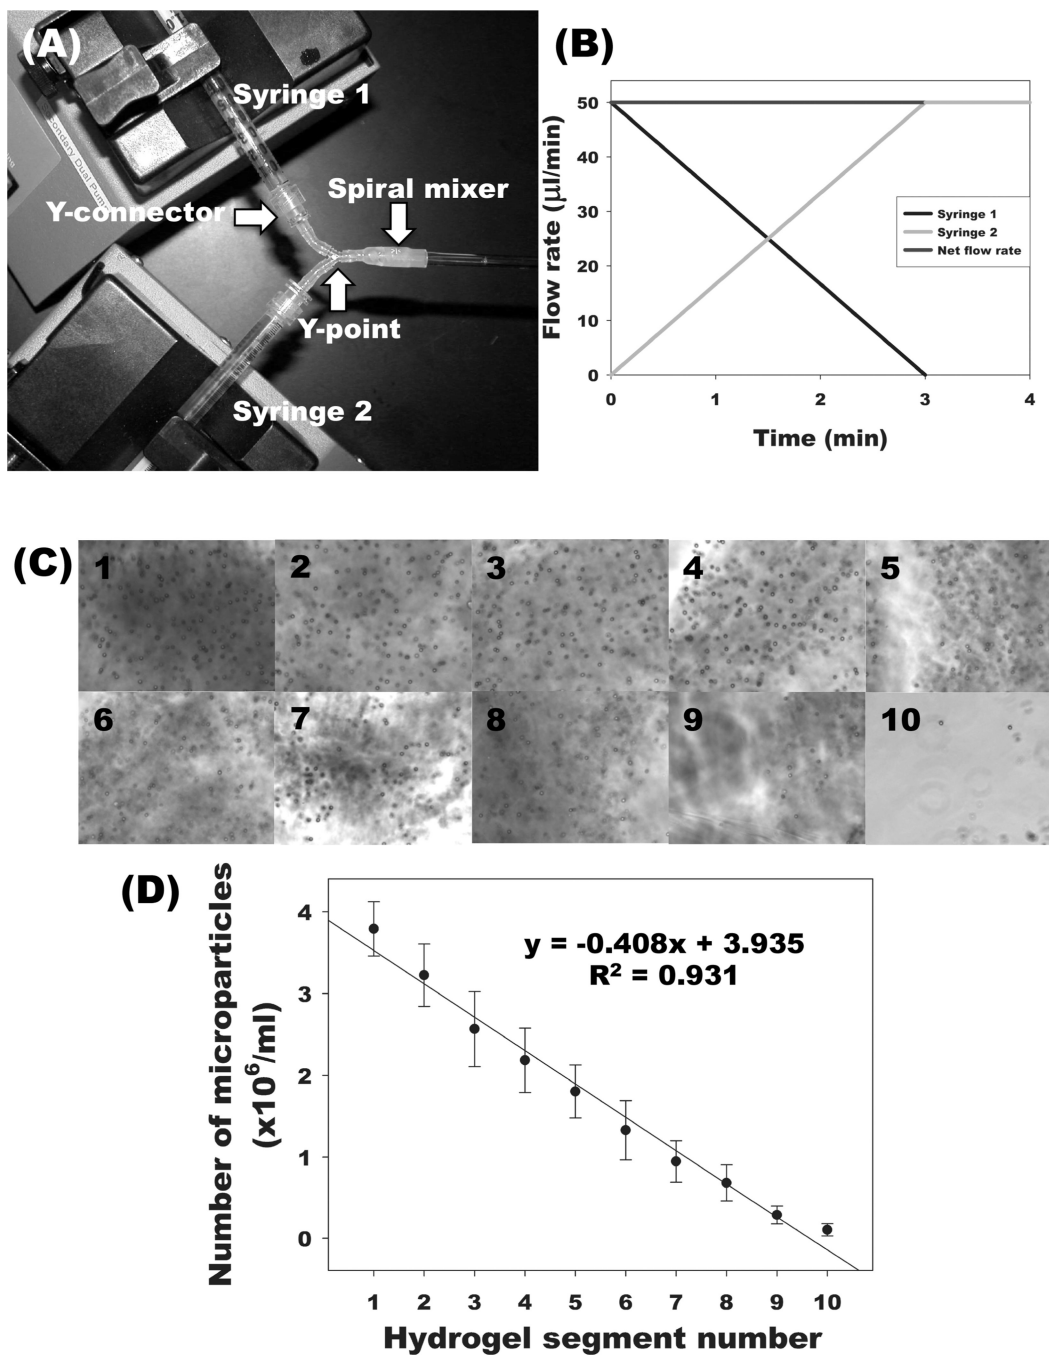 (A)
Syringe 1
Spiral mixer
Y-connector
Y-point
Syringe 2
ondary Dual Pump
(B)
Flow rate (µl/min)
50
40
30
20
10
0
0 1 2 3 4
Time (min)
Syringe 1
Syringe 2
Net flow rate
(C)
1 2 3 4 5
6 7 8 9 10
(D)
Number of microparticles
(x10⁶/ml)
4
3
2
1
0
y = -0.408x + 3.935
R² = 0.931
1 2 3 4 5 6 7 8 9 10
Hydrogel segment number